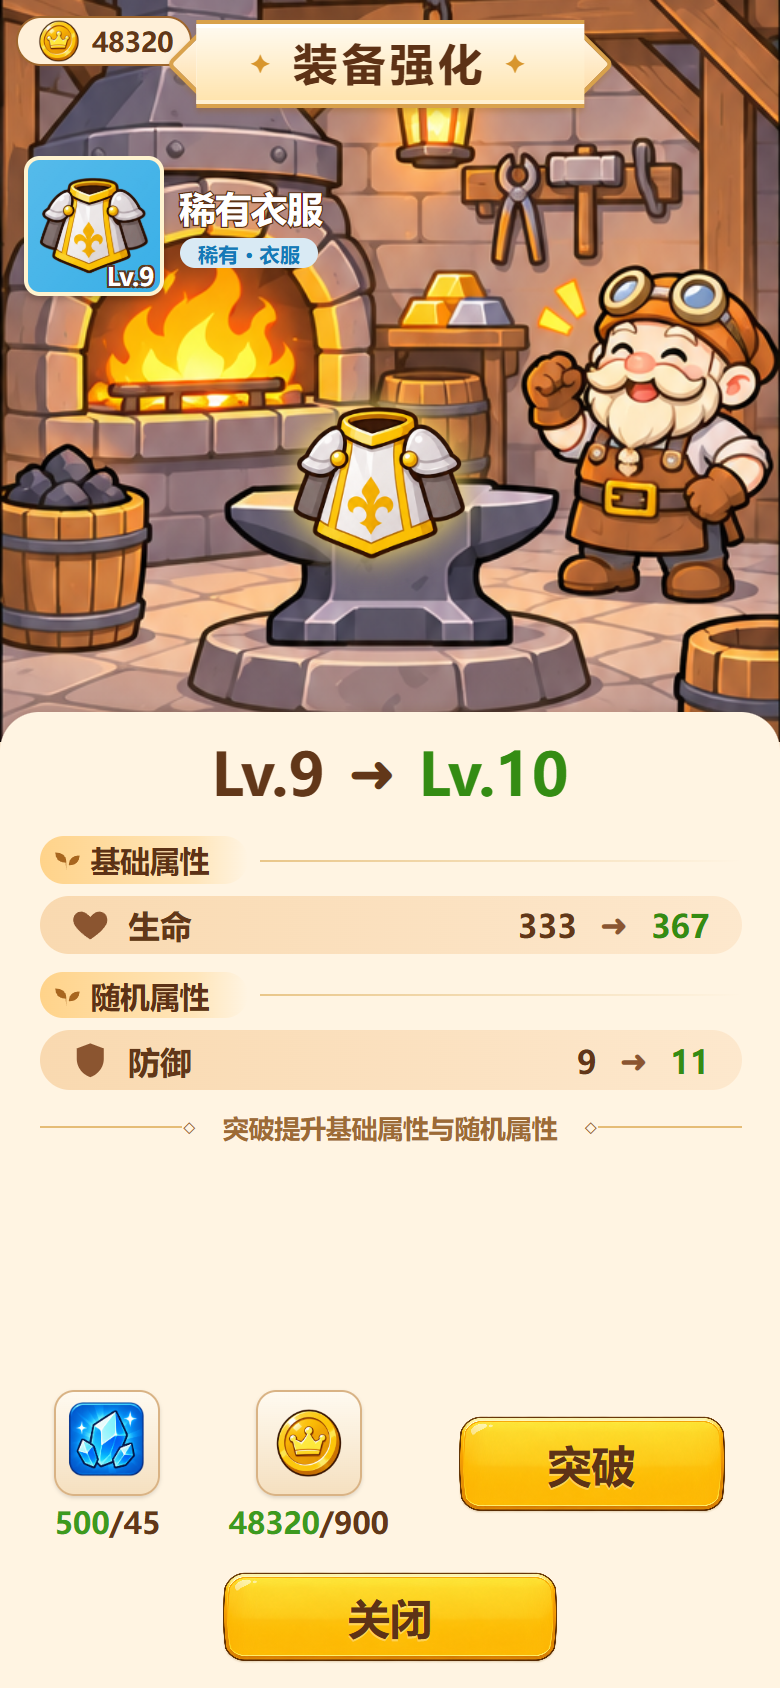 48320
装备强化
稀有衣服
稀有·衣服
Lv.9
Lv.9 → Lv.10
基础属性
生命 333 → 367
随机属性
防御 9 → 11
突破提升基础属性与随机属性
500/45
48320/900
突破
关闭